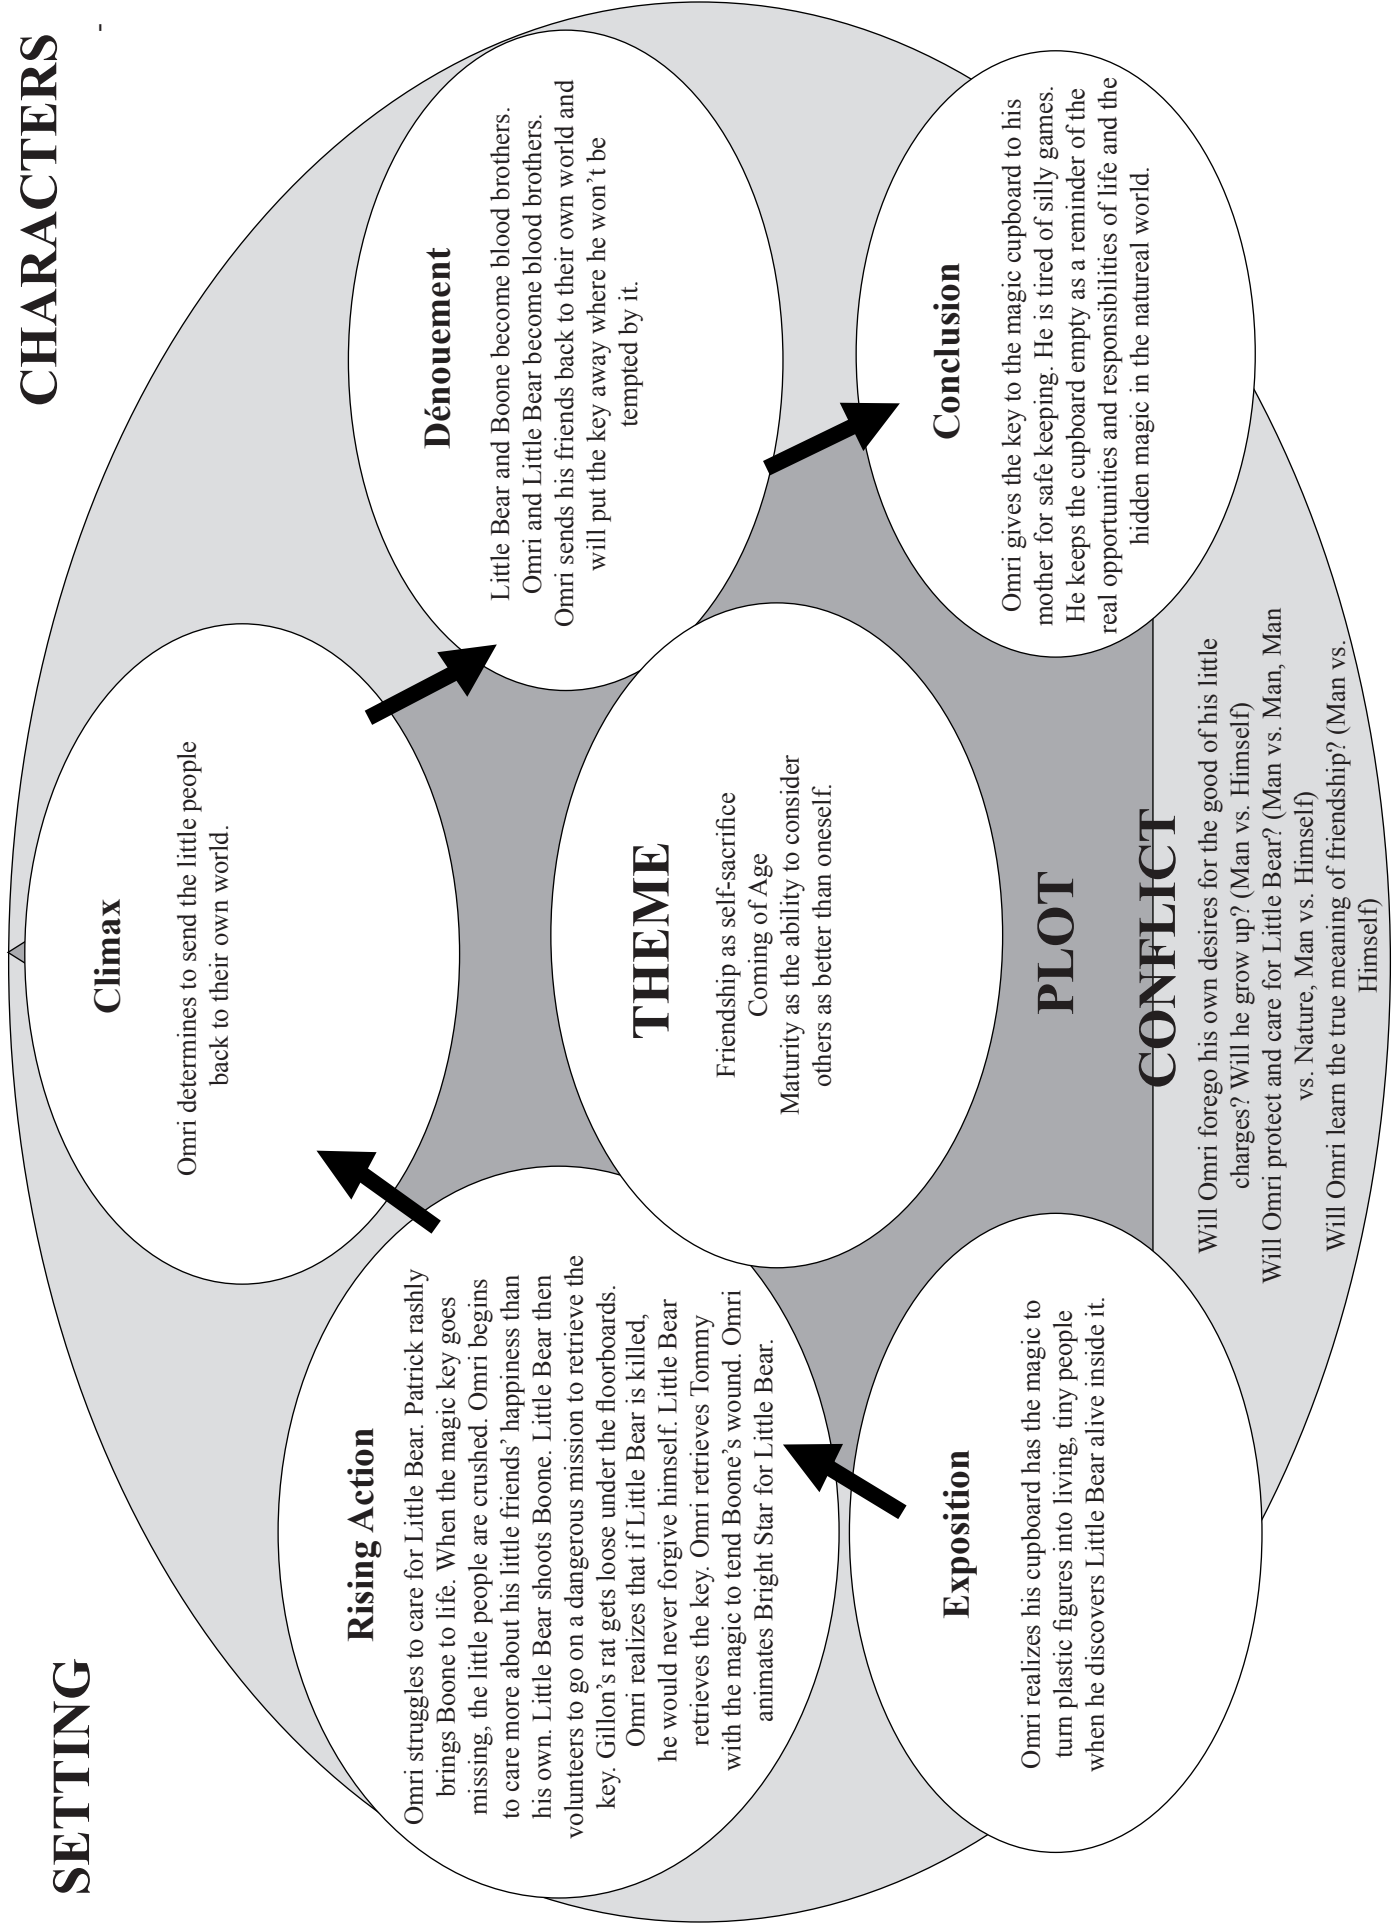 SETTING
CHARACTERS
-
Climax
Omri determines to send the little people
back to their own world.
Rising Action
Omri struggles to care for Little Bear. Patrick rashly
brings Boone to life. When the magic key goes
missing, the little people are crushed. Omri begins
to care more about his little friends’ happiness than
his own. Little Bear shoots Boone. Little Bear then
volunteers to go on a dangerous mission to retrieve the
key. Gillon’s rat gets loose under the floorboards.
Omri realizes that if Little Bear is killed,
he would never forgive himself. Little Bear
retrieves the key. Omri retrieves Tommy
with the magic to tend Boone’s wound. Omri
animates Bright Star for Little Bear.
Dénouement
Little Bear and Boone become blood brothers.
Omri and Little Bear become blood brothers.
Omri sends his friends back to their own world and
will put the key away where he won’t be
tempted by it.
THEME
Friendship as self-sacrifice
Coming of Age
Maturity as the ability to consider
others as better than oneself.
Exposition
Omri realizes his cupboard has the magic to
turn plastic figures into living, tiny people
when he discovers Little Bear alive inside it.
Conclusion
Omri gives the key to the magic cupboard to his
mother for safe keeping. He is tired of silly games.
He keeps the cupboard empty as a reminder of the
real opportunities and responsibilities of life and the
hidden magic in the natureal world.
PLOT
CONFLICT
Will Omri forego his own desires for the good of his little
charges? Will he grow up? (Man vs. Himself)
Will Omri protect and care for Little Bear? (Man vs. Man, Man
vs. Nature, Man vs. Himself)
Will Omri learn the true meaning of friendship? (Man vs.
Himself)